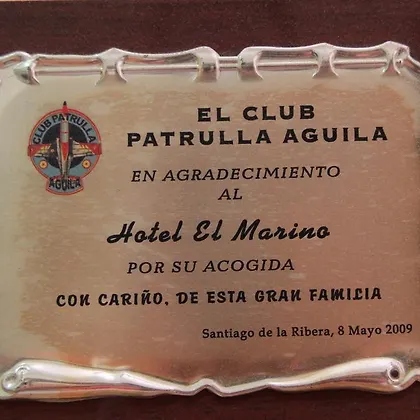 CLUB PATRULLA
AGUILA
EL CLUB
PATRULLA AGUILA
EN AGRADECIMIENTO
AL
Hotel El Marino
POR SU ACOGIDA
CON CARIÑO, DE ESTA GRAN FAMILIA
Santiago de la Ribera, 8 Mayo 2009